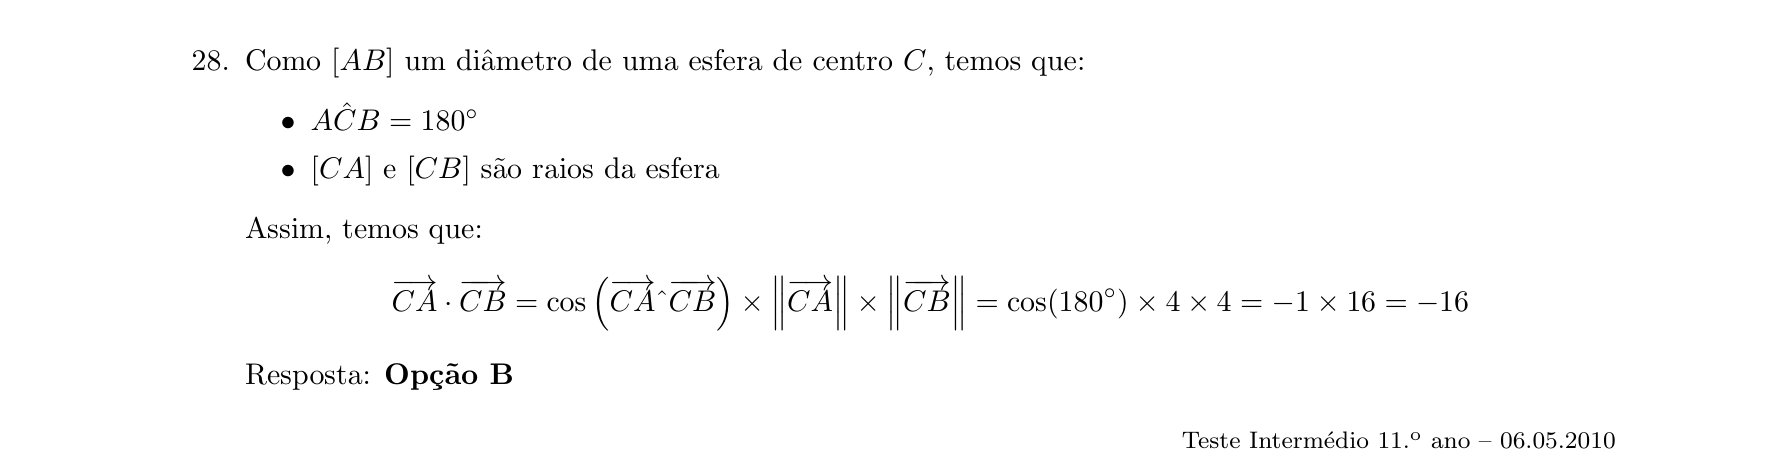 28. Como [AB] um diâmetro de uma esfera de centro C, temos que:
• AĈB = 180°
• [CA] e [CB] são raios da esfera
Assim, temos que:
$\overrightarrow{CA} \cdot \overrightarrow{CB} = \cos\left(\overrightarrow{CA} \hat{\ } \overrightarrow{CB}\right) \times \left\|\overrightarrow{CA}\right\| \times \left\|\overrightarrow{CB}\right\| = \cos(180°) \times 4 \times 4 = -1 \times 16 = -16$
Resposta: Opção B
Teste Intermédio 11.º ano – 06.05.2010